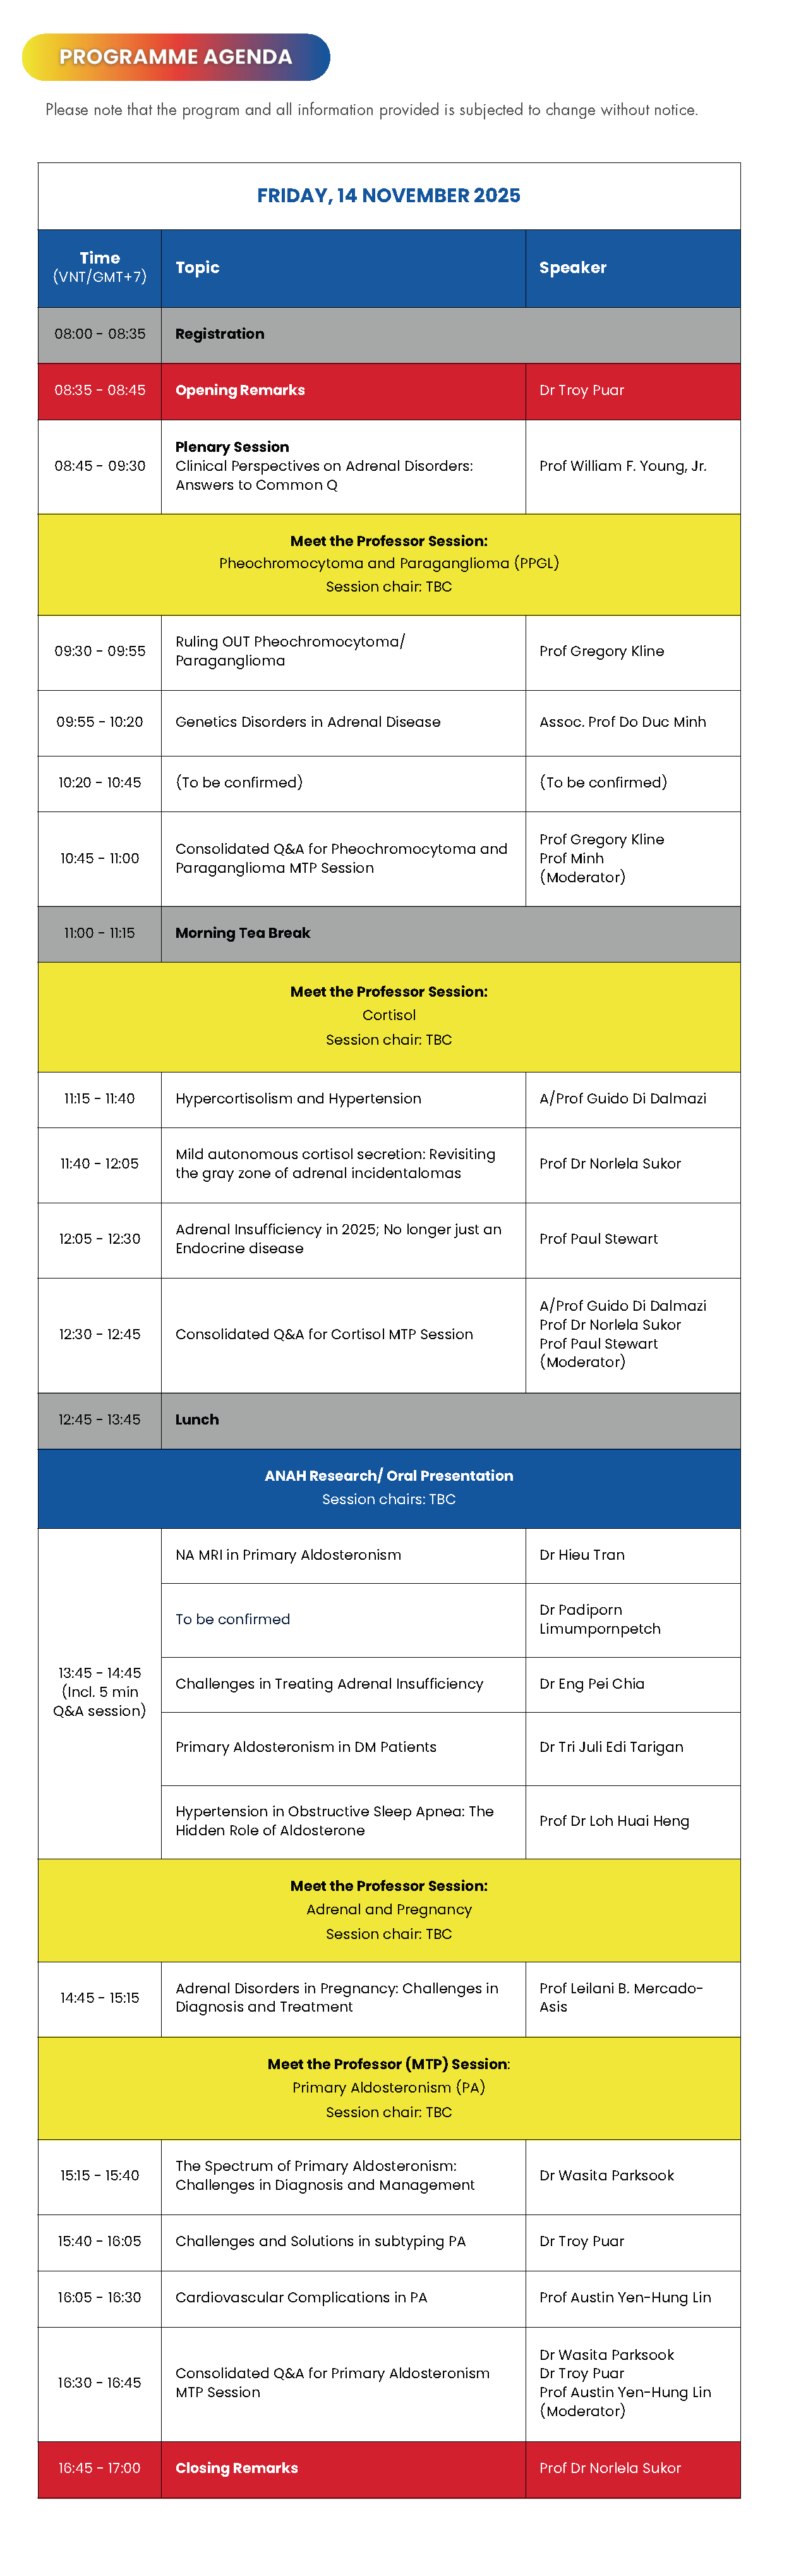 PROGRAMME AGENDA
Please note that the program and all information provided is subjected to change without notice.
FRIDAY, 14 NOVEMBER 2025
Time
(VNT/GMT+7)
Topic
Speaker
08:00 - 08:35
Registration
08:35 - 08:45
Opening Remarks
Dr Troy Puar
08:45 - 09:30
Plenary Session
Clinical Perspectives on Adrenal Disorders:
Answers to Common Q
Prof William F. Young, Jr.
Meet the Professor Session:
Pheochromocytoma and Paraganglioma (PPGL)
Session chair: TBC
09:30 - 09:55
Ruling OUT Pheochromocytoma/
Paraganglioma
Prof Gregory Kline
09:55 - 10:20
Genetics Disorders in Adrenal Disease
Assoc. Prof Do Duc Minh
10:20 - 10:45
(To be confirmed)
(To be confirmed)
10:45 - 11:00
Consolidated Q&A for Pheochromocytoma and
Paraganglioma MTP Session
Prof Gregory Kline
Prof Minh
(Moderator)
11:00 - 11:15
Morning Tea Break
Meet the Professor Session:
Cortisol
Session chair: TBC
11:15 - 11:40
Hypercortisolism and Hypertension
A/Prof Guido Di Dalmazi
11:40 - 12:05
Mild autonomous cortisol secretion: Revisiting
the gray zone of adrenal incidentalomas
Prof Dr Norlela Sukor
12:05 - 12:30
Adrenal Insufficiency in 2025; No longer just an
Endocrine disease
Prof Paul Stewart
12:30 - 12:45
Consolidated Q&A for Cortisol MTP Session
A/Prof Guido Di Dalmazi
Prof Dr Norlela Sukor
Prof Paul Stewart
(Moderator)
12:45 - 13:45
Lunch
ANAH Research/ Oral Presentation
Session chairs: TBC
13:45 - 14:45
(Incl. 5 min
Q&A session)
NA MRI in Primary Aldosteronism
Dr Hieu Tran
To be confirmed
Dr Padiporn
Limumpornpetch
Challenges in Treating Adrenal Insufficiency
Dr Eng Pei Chia
Primary Aldosteronism in DM Patients
Dr Tri Juli Edi Tarigan
Hypertension in Obstructive Sleep Apnea: The
Hidden Role of Aldosterone
Prof Dr Loh Huai Heng
Meet the Professor Session:
Adrenal and Pregnancy
Session chair: TBC
14:45 - 15:15
Adrenal Disorders in Pregnancy: Challenges in
Diagnosis and Treatment
Prof Leilani B. Mercado-
Asis
Meet the Professor (MTP) Session:
Primary Aldosteronism (PA)
Session chair: TBC
15:15 - 15:40
The Spectrum of Primary Aldosteronism:
Challenges in Diagnosis and Management
Dr Wasita Parksook
15:40 - 16:05
Challenges and Solutions in subtyping PA
Dr Troy Puar
16:05 - 16:30
Cardiovascular Complications in PA
Prof Austin Yen-Hung Lin
16:30 - 16:45
Consolidated Q&A for Primary Aldosteronism
MTP Session
Dr Wasita Parksook
Dr Troy Puar
Prof Austin Yen-Hung Lin
(Moderator)
16:45 - 17:00
Closing Remarks
Prof Dr Norlela Sukor